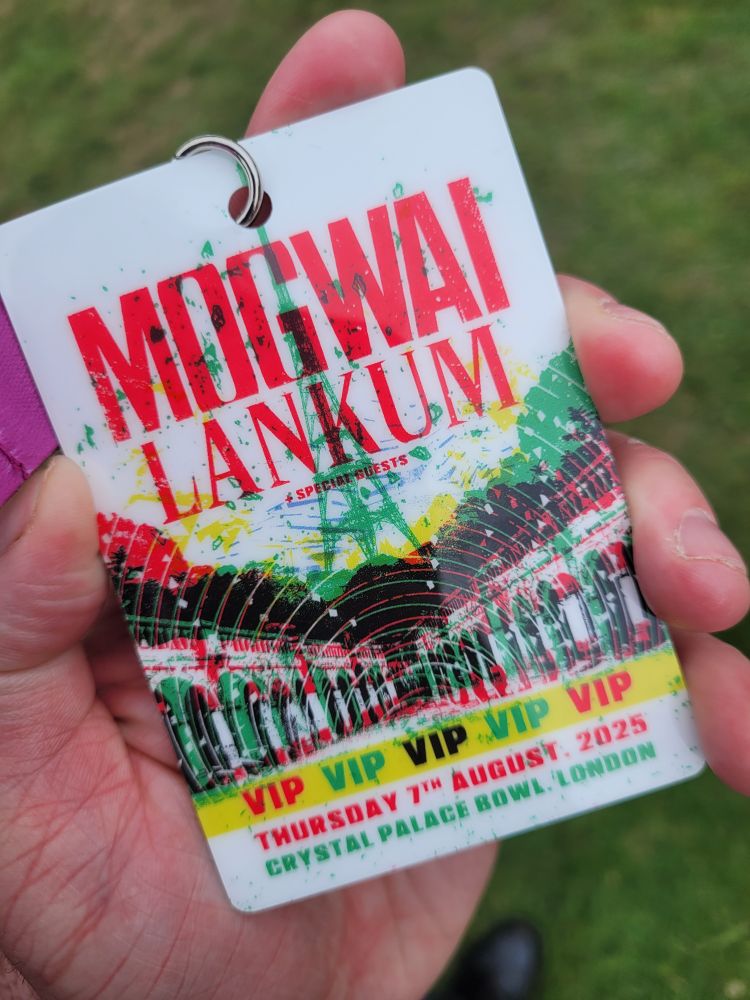 MOGWAI
LANKUM
+ SPECIAL GUESTS
VIP VIP VIP VIP VIP
THURSDAY 7TH AUGUST. 2025
CRYSTAL PALACE BOWL. LONDON